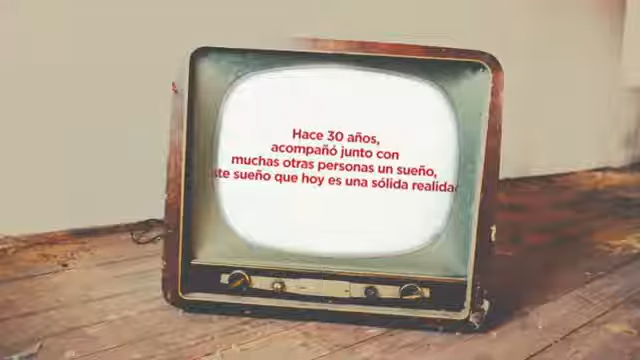 Hace 30 años,
acompañó junto con
muchas otras personas un sueño,
ste sueño que hoy es una sólida realida